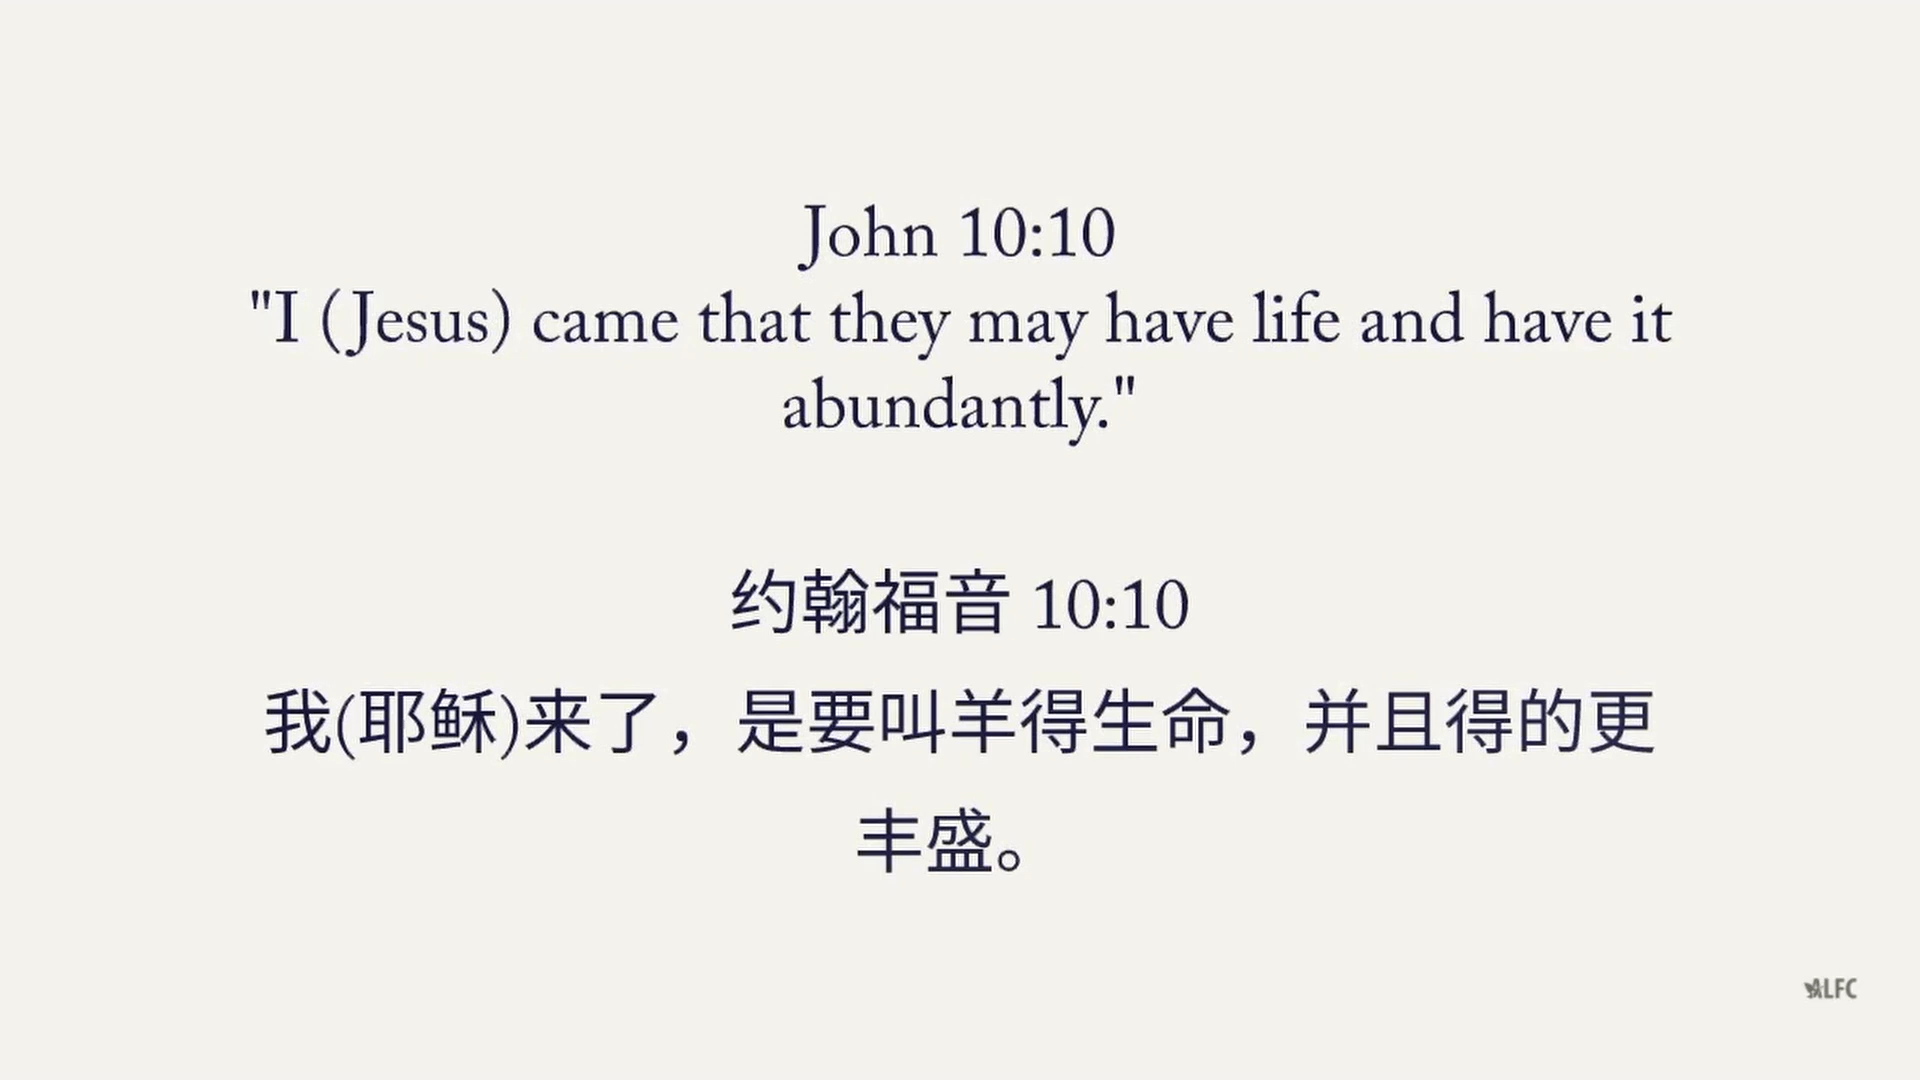 John 10:10
"I (Jesus) came that they may have life and have it
abundantly."
约翰福音 10:10
我(耶稣)来了，是要叫羊得生命，并且得的更
丰盛。
ALFC